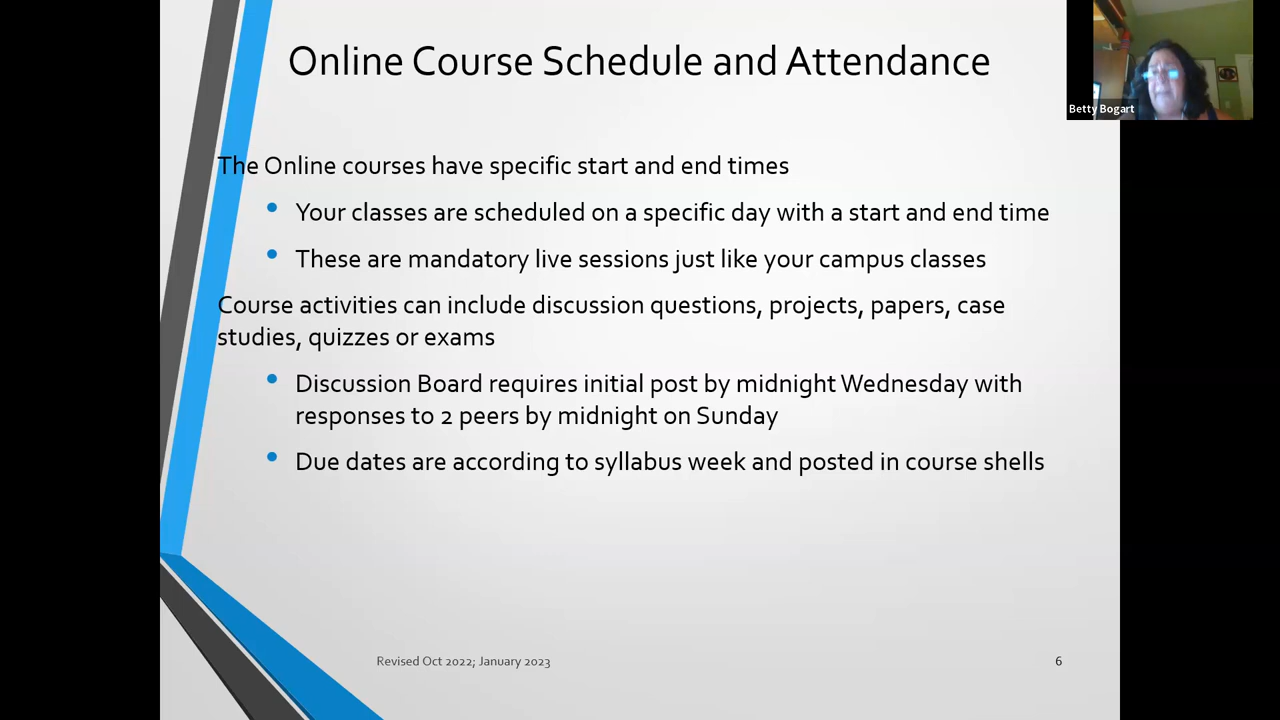 Online Course Schedule and Attendance
Betty Bogart
The Online courses have specific start and end times
Your classes are scheduled on a specific day with a start and end time
These are mandatory live sessions just like your campus classes
Course activities can include discussion questions, projects, papers, case
studies, quizzes or exams
Discussion Board requires initial post by midnight Wednesday with
responses to 2 peers by midnight on Sunday
Due dates are according to syllabus week and posted in course shells
Revised Oct 2022; January 2023
6